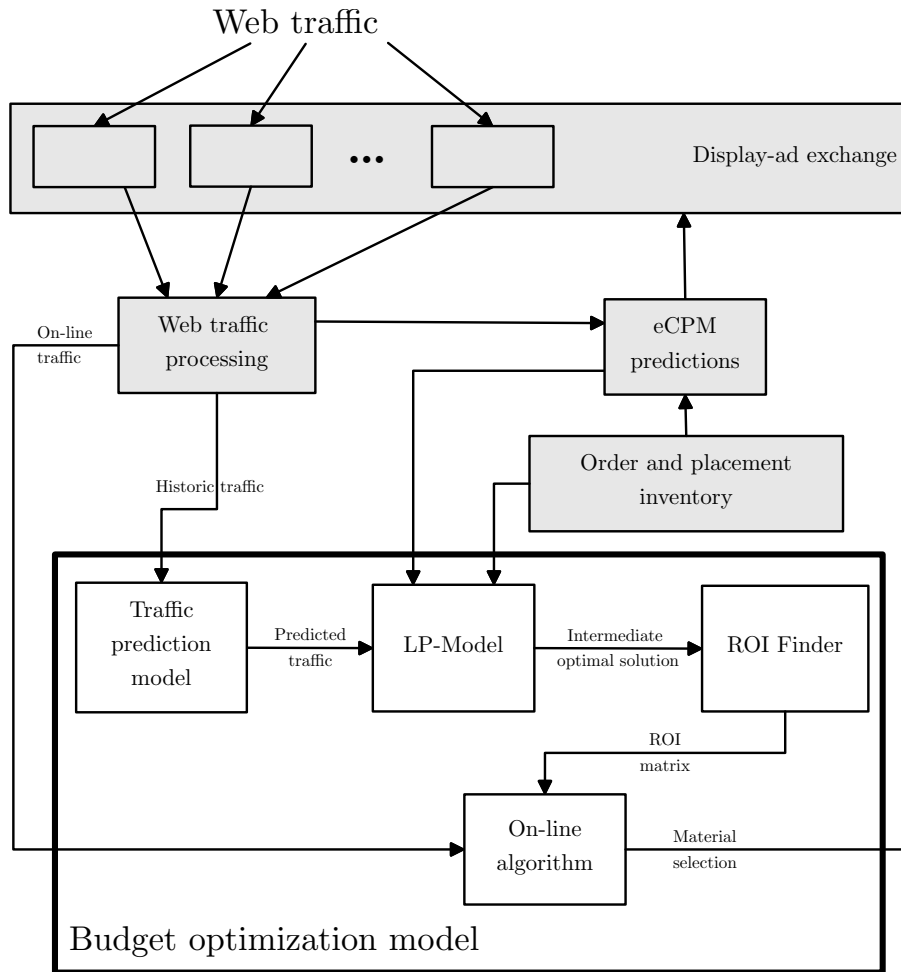 Web traffic
...
Display-ad exchange
On-line
traffic
Web traffic
processing
eCPM
predictions
Order and placement
inventory
Historic traffic
Traffic
prediction
model
Predicted
traffic
LP-Model
Intermediate
optimal solution
ROI Finder
ROI
matrix
On-line
algorithm
Material
selection
Budget optimization model